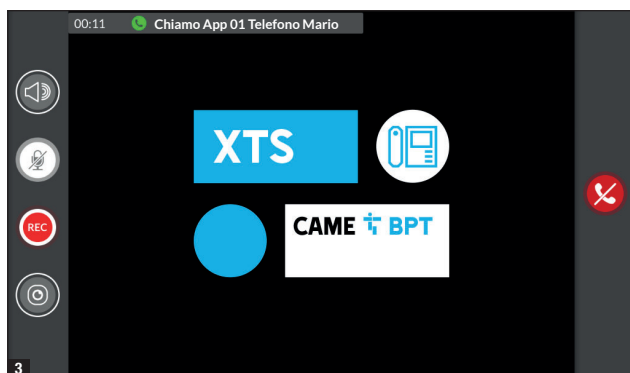 00:11 Chiamo App 01 Telefono Mario
XTS
REC
CAME BPT
3